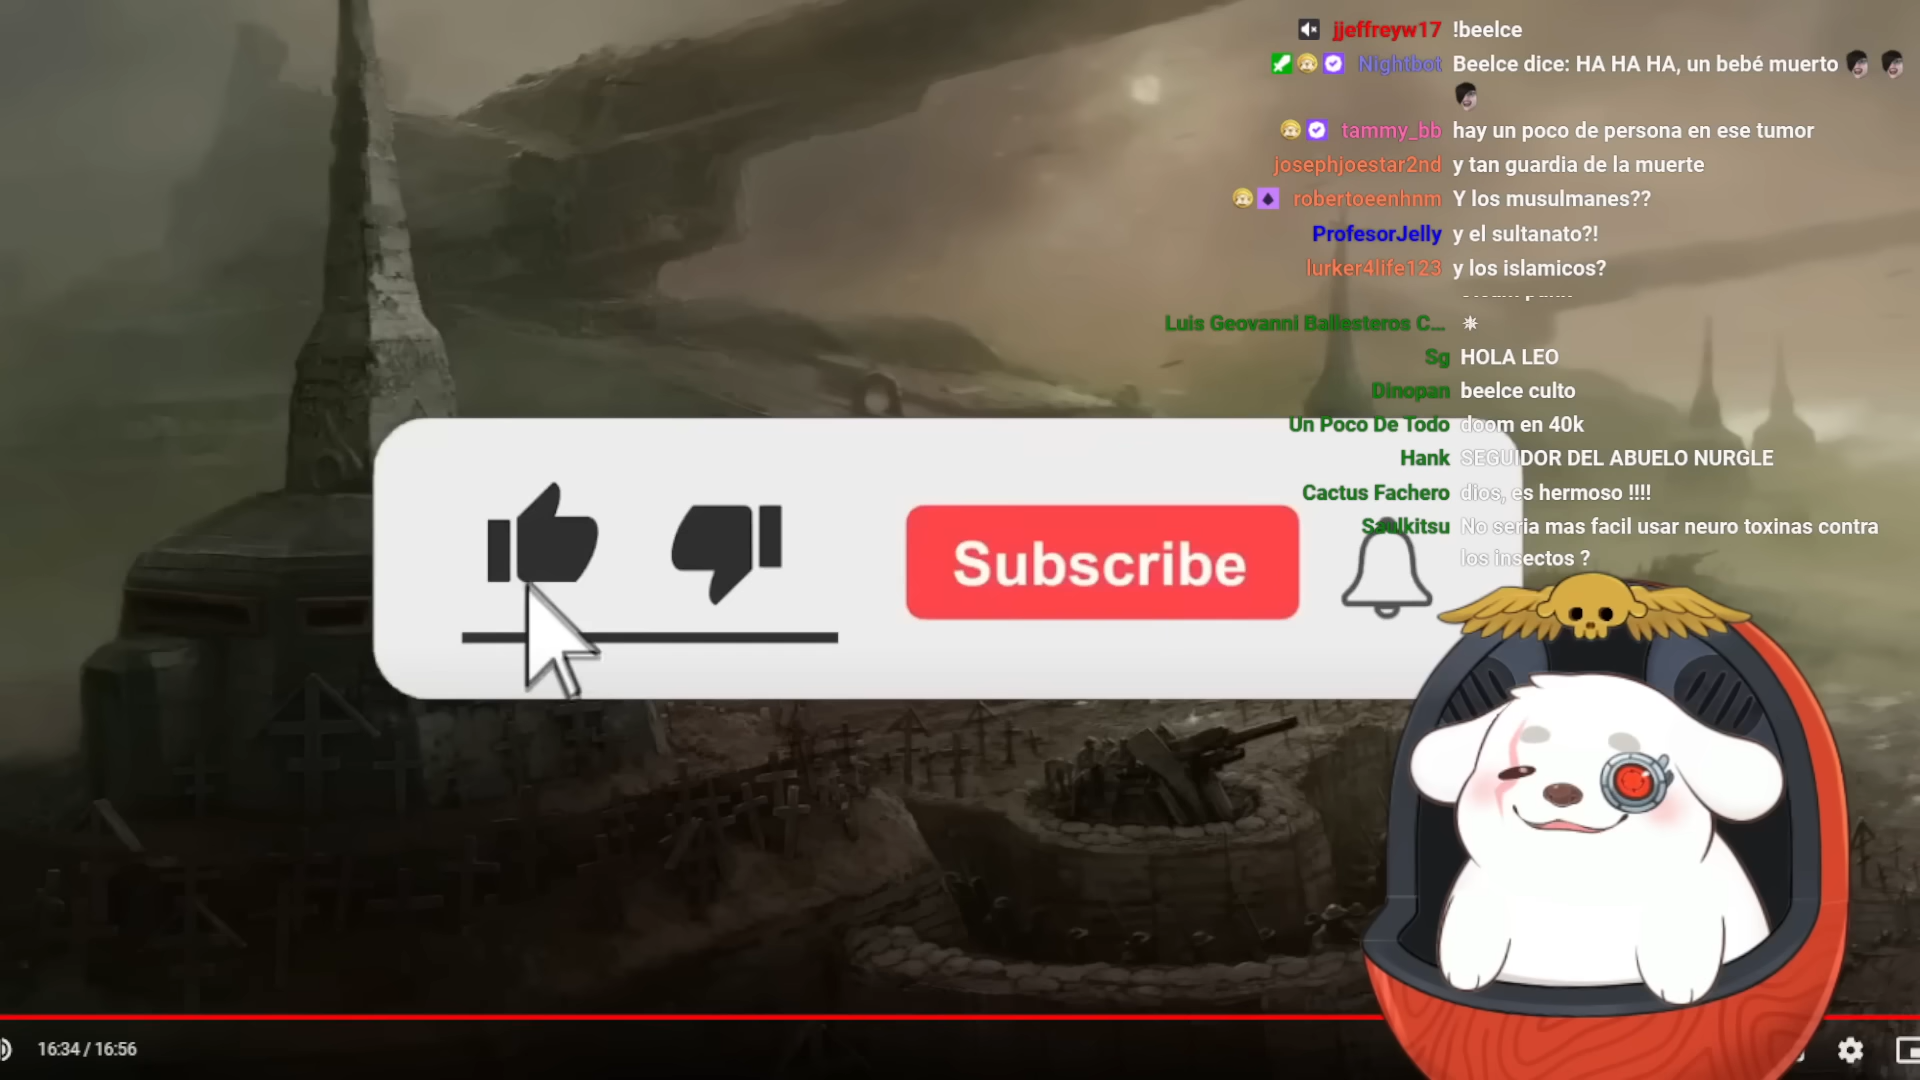 jjeffreyw17 !beelce
Nightbot Beelce dice: HA HA HA, un bebé muerto
tammy_bb hay un poco de persona en ese tumor
josephjoestar2nd y tan guardia de la muerte
robertoeenhnm Y los musulmanes??
ProfesorJelly y el sultanato?!
lurker4life123 y los islamicos?
Luis Geovanni Ballesteros C...
Sg HOLA LEO
Dinopan beelce culto
Un Poco De Todo doom en 40k
Hank SEGUIDOR DEL ABUELO NURGLE
Cactus Fachero dios, es hermoso !!!!
Saulkitsu No seria mas facil usar neuro toxinas contra
los insectos ?
Subscribe
16:34 / 16:56